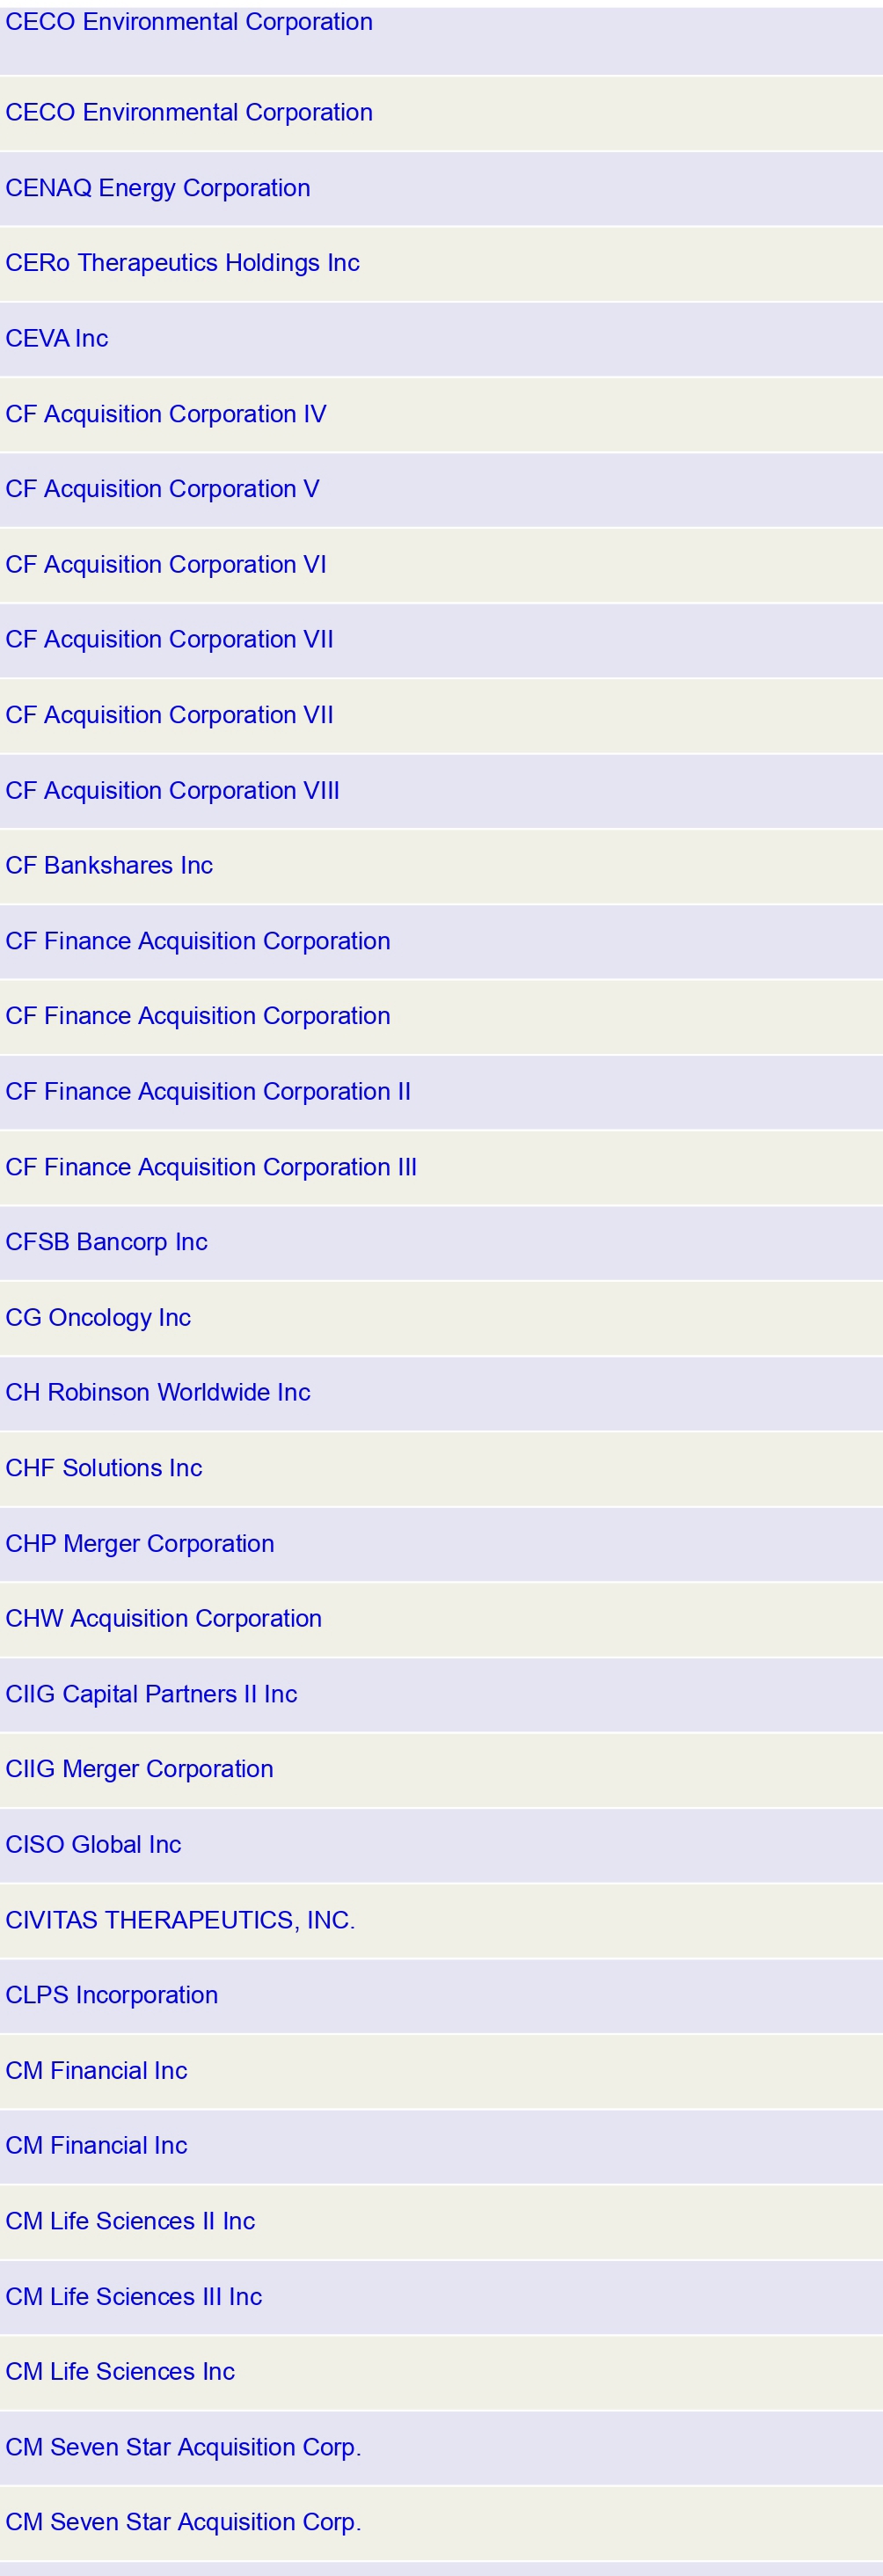 CECO Environmental Corporation
CECO Environmental Corporation
CENAQ Energy Corporation
CERo Therapeutics Holdings Inc
CEVA Inc
CF Acquisition Corporation IV
CF Acquisition Corporation V
CF Acquisition Corporation VI
CF Acquisition Corporation VII
CF Acquisition Corporation VII
CF Acquisition Corporation VIII
CF Bankshares Inc
CF Finance Acquisition Corporation
CF Finance Acquisition Corporation
CF Finance Acquisition Corporation II
CF Finance Acquisition Corporation III
CFSB Bancorp Inc
CG Oncology Inc
CH Robinson Worldwide Inc
CHF Solutions Inc
CHP Merger Corporation
CHW Acquisition Corporation
CIIG Capital Partners II Inc
CIIG Merger Corporation
CISO Global Inc
CIVITAS THERAPEUTICS, INC.
CLPS Incorporation
CM Financial Inc
CM Financial Inc
CM Life Sciences II Inc
CM Life Sciences III Inc
CM Life Sciences Inc
CM Seven Star Acquisition Corp.
CM Seven Star Acquisition Corp.